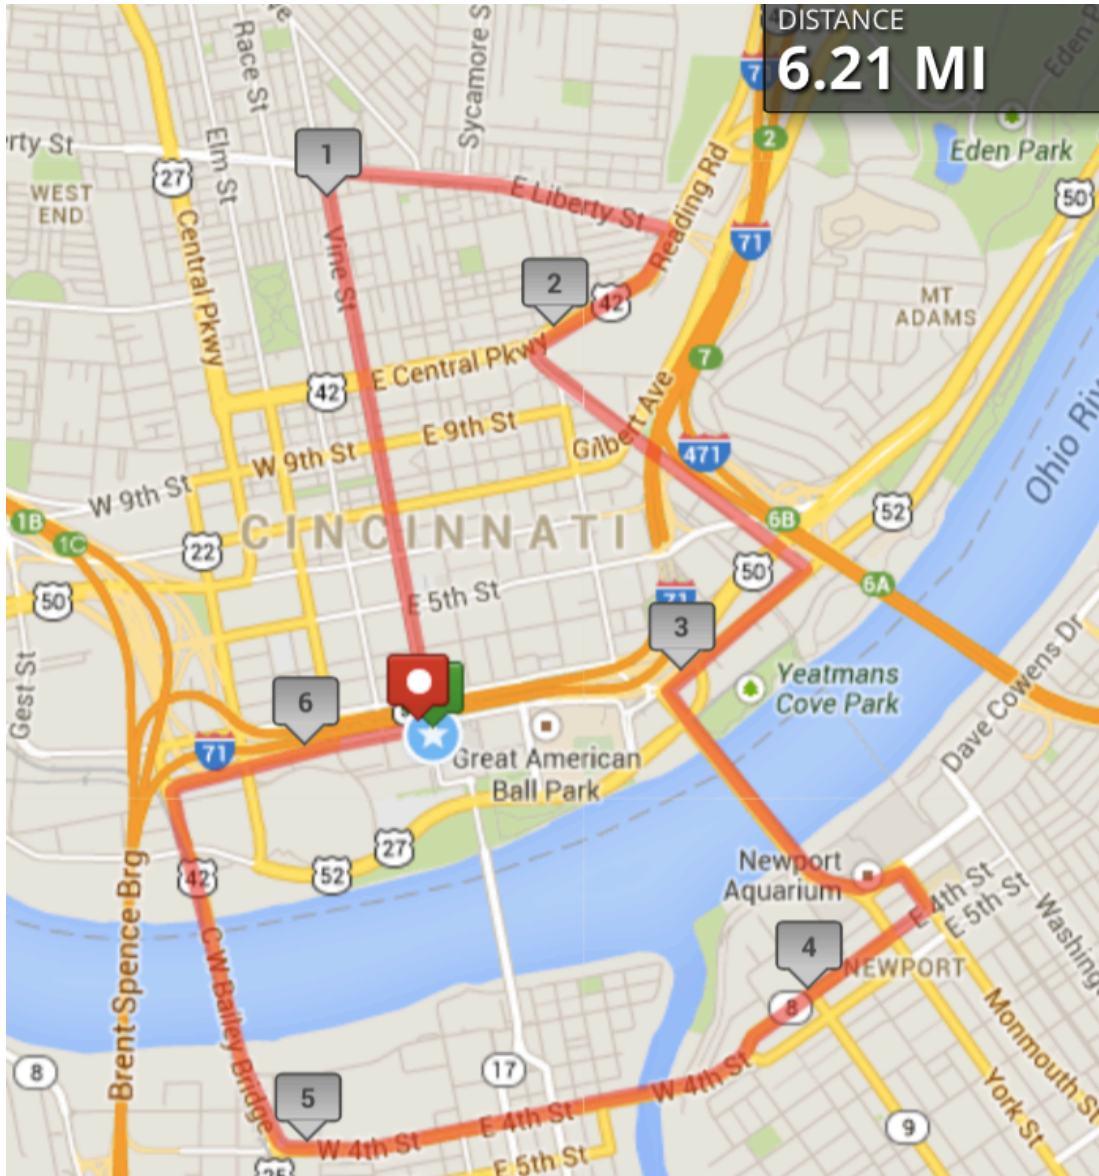 DISTANCE
6.21 MI
Race St
Sycamore S
Eden P
7
2
Eden Park
rty St
Elm St
1
27
WEST
END
E Liberty St
Reading Rd
50
71
Central Pkwy
Vine St
2
42
MT
ADAMS
7
E Central Pkwy
42
Gilbert Ave
E 9th St
W 9th St
471
W 9th St
Ohio Riv
1B
1C
CINCINNATI
52
6B
22
50
50
6A
E 5th St
71
3
Gest St
Yeatmans
Cove Park
Dave Cowens Dr
6
71
Great American
Ball Park
27
52
42
Newport
Aquarium
E 4th St
E 5th St
Washing
4
NEWPORT
8
Brent-Spence Brg
C W Bailey Bridge
Monmouth St
York St
8
17
W 4th St
5
E 4th St
W 4th St
9
E 5th St
25